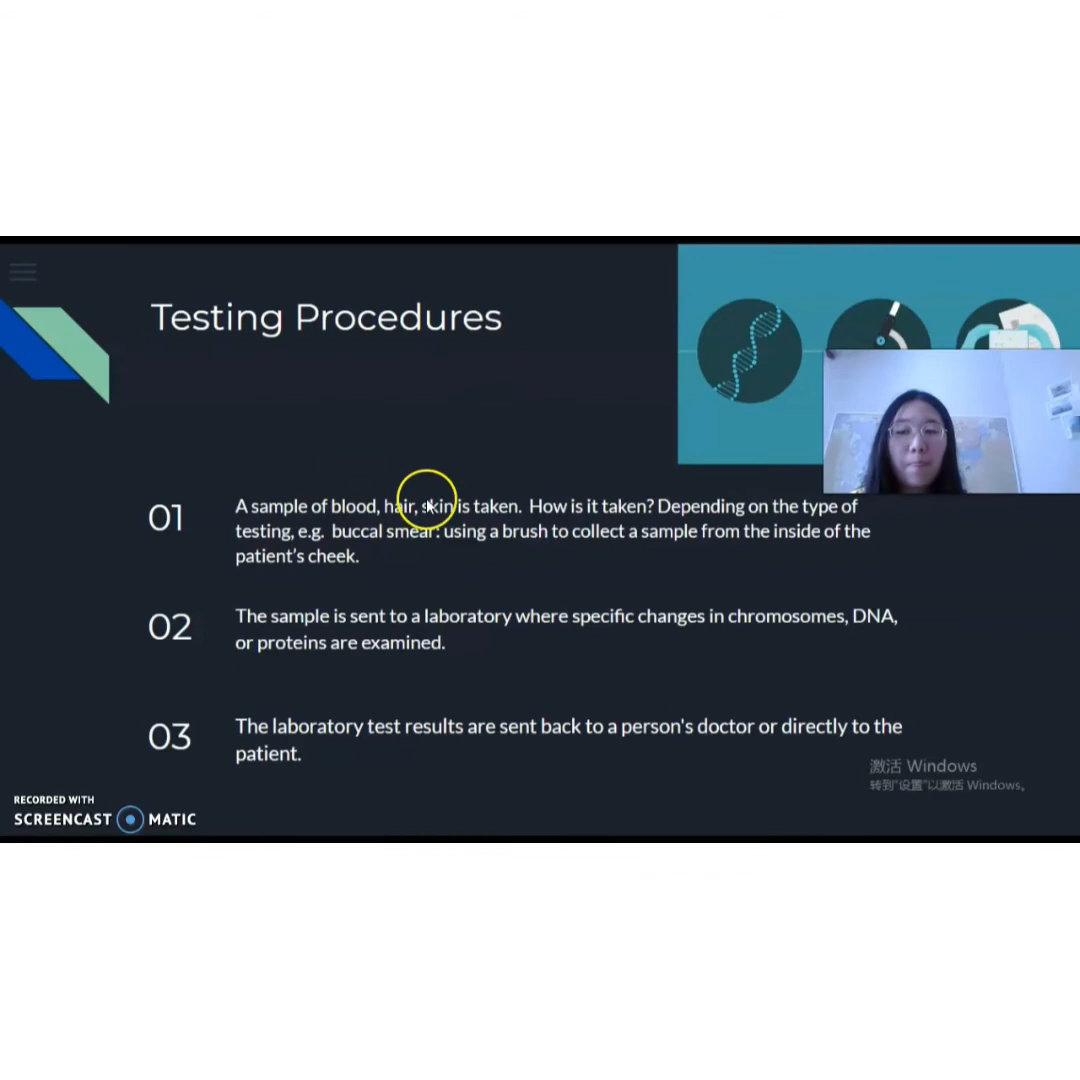 Testing Procedures
01
A sample of blood, hair, skin is taken.  How is it taken? Depending on the type of
testing, e.g.  buccal smear: using a brush to collect a sample from the inside of the
patient's cheek.
02
The sample is sent to a laboratory where specific changes in chromosomes, DNA,
or proteins are examined.
03
The laboratory test results are sent back to a person's doctor or directly to the
patient.
激活 Windows
转到"设置"以激活 Windows。
RECORDED WITH
SCREENCAST MATIC